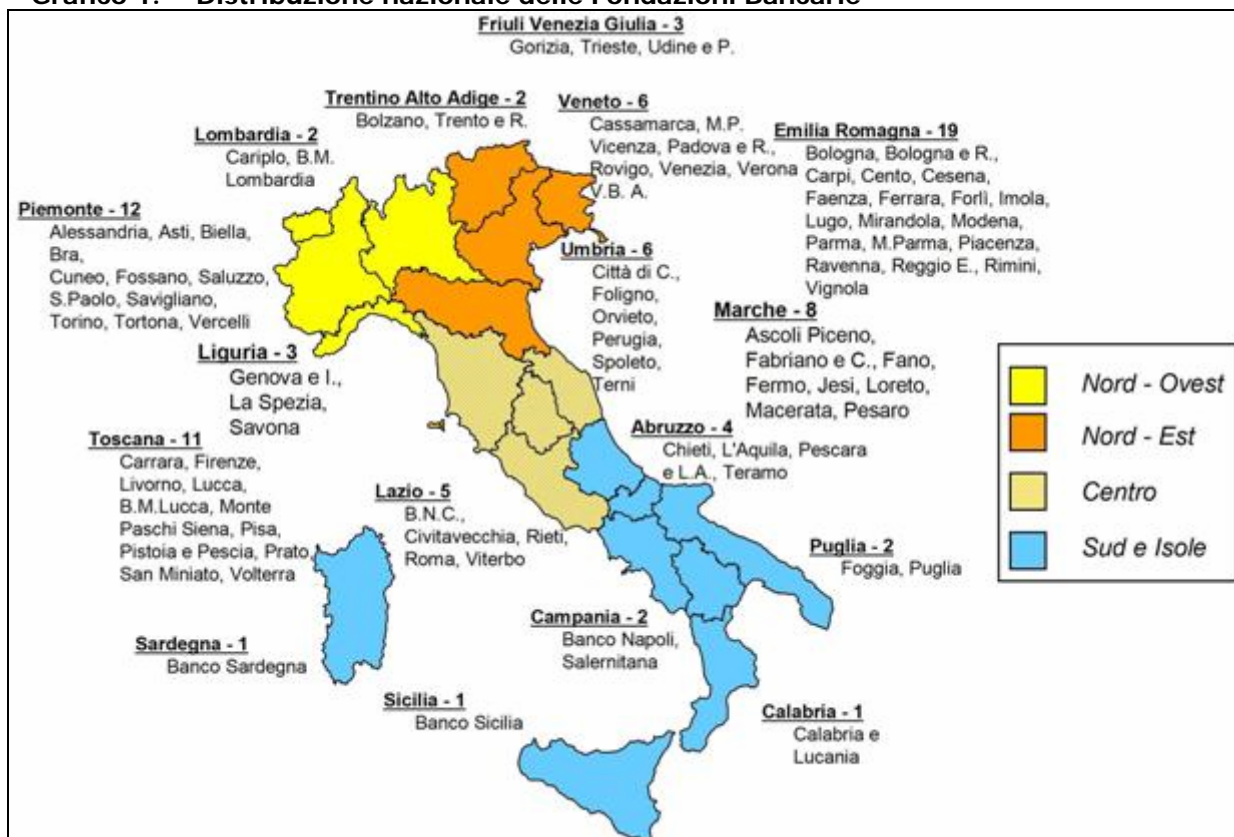 Grafico 1. Distribuzione nazionale delle Fondazioni Bancarie
Friuli Venezia Giulia - 3
Gorizia, Trieste, Udine e P.
Trentino Alto Adige - 2
Bolzano, Trento e R.
Veneto - 6
Cassamarca, M.P.
Vicenza, Padova e R.,
Rovigo, Venezia, Verona
V.B. A.
Lombardia - 2
Cariplo, B.M.
Lombardia
Emilia Romagna - 19
Bologna, Bologna e R.,
Carpi, Cento, Cesena,
Faenza, Ferrara, Forlì, Imola,
Lugo, Mirandola, Modena,
Parma, M.Parma, Piacenza,
Ravenna, Reggio E., Rimini,
Vignola
Piemonte - 12
Alessandria, Asti, Biella,
Bra,
Cuneo, Fossano, Saluzzo,
S.Paolo, Savigliano,
Torino, Tortona, Vercelli
Umbria - 6
Città di C.,
Foligno,
Orvieto,
Perugia,
Spoleto,
Terni
Marche - 8
Ascoli Piceno,
Fabriano e C., Fano,
Fermo, Jesi, Loreto,
Macerata, Pesaro
Liguria - 3
Genova e I.,
La Spezia,
Savona
Abruzzo - 4
Chieti, L'Aquila, Pescara
e L.A., Teramo
Toscana - 11
Carrara, Firenze,
Livorno, Lucca,
B.M.Lucca, Monte
Paschi Siena, Pisa,
Pistoia e Pescia, Prato,
San Miniato, Volterra
Lazio - 5
B.N.C.,
Civitavecchia, Rieti,
Roma, Viterbo
Puglia - 2
Foggia, Puglia
Campania - 2
Banco Napoli,
Salernitana
Sardegna - 1
Banco Sardegna
Sicilia - 1
Banco Sicilia
Calabria - 1
Calabria e
Lucania
Nord - Ovest
Nord - Est
Centro
Sud e Isole